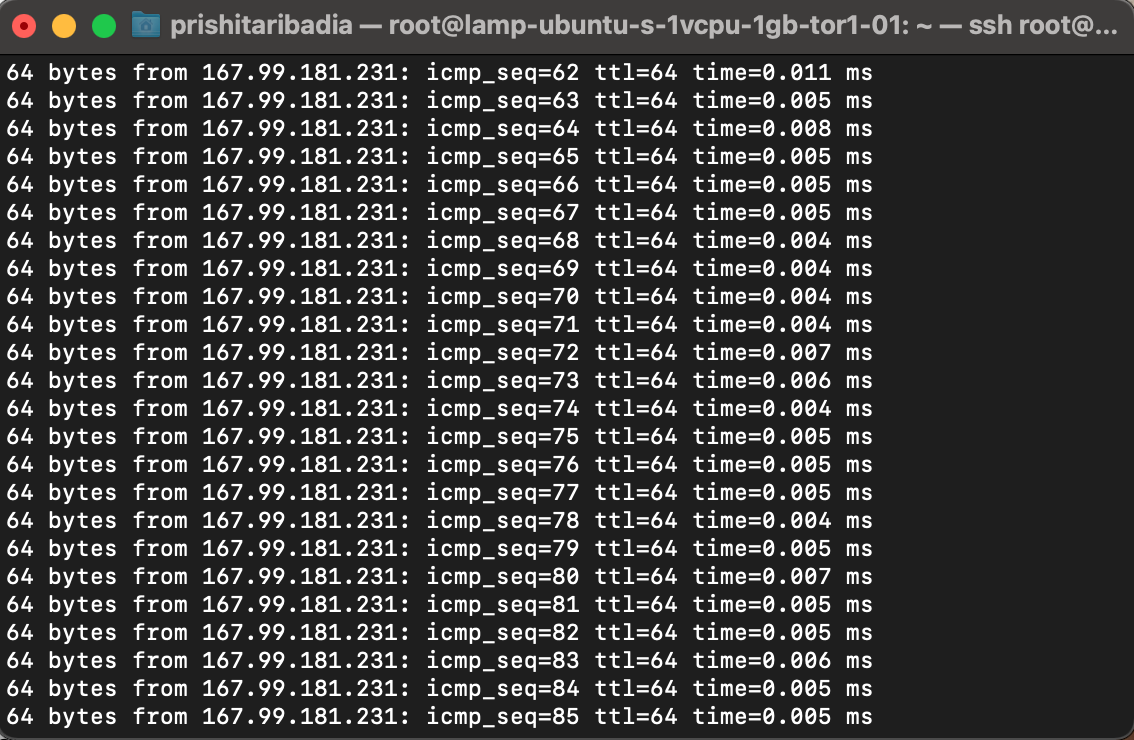 prishitaribadia — root@lamp-ubuntu-s-1vcpu-1gb-tor1-01: ~ — ssh root@...
64 bytes from 167.99.181.231: icmp_seq=62 ttl=64 time=0.011 ms
64 bytes from 167.99.181.231: icmp_seq=63 ttl=64 time=0.005 ms
64 bytes from 167.99.181.231: icmp_seq=64 ttl=64 time=0.008 ms
64 bytes from 167.99.181.231: icmp_seq=65 ttl=64 time=0.005 ms
64 bytes from 167.99.181.231: icmp_seq=66 ttl=64 time=0.005 ms
64 bytes from 167.99.181.231: icmp_seq=67 ttl=64 time=0.005 ms
64 bytes from 167.99.181.231: icmp_seq=68 ttl=64 time=0.004 ms
64 bytes from 167.99.181.231: icmp_seq=69 ttl=64 time=0.004 ms
64 bytes from 167.99.181.231: icmp_seq=70 ttl=64 time=0.004 ms
64 bytes from 167.99.181.231: icmp_seq=71 ttl=64 time=0.004 ms
64 bytes from 167.99.181.231: icmp_seq=72 ttl=64 time=0.007 ms
64 bytes from 167.99.181.231: icmp_seq=73 ttl=64 time=0.006 ms
64 bytes from 167.99.181.231: icmp_seq=74 ttl=64 time=0.004 ms
64 bytes from 167.99.181.231: icmp_seq=75 ttl=64 time=0.005 ms
64 bytes from 167.99.181.231: icmp_seq=76 ttl=64 time=0.005 ms
64 bytes from 167.99.181.231: icmp_seq=77 ttl=64 time=0.005 ms
64 bytes from 167.99.181.231: icmp_seq=78 ttl=64 time=0.004 ms
64 bytes from 167.99.181.231: icmp_seq=79 ttl=64 time=0.005 ms
64 bytes from 167.99.181.231: icmp_seq=80 ttl=64 time=0.007 ms
64 bytes from 167.99.181.231: icmp_seq=81 ttl=64 time=0.005 ms
64 bytes from 167.99.181.231: icmp_seq=82 ttl=64 time=0.005 ms
64 bytes from 167.99.181.231: icmp_seq=83 ttl=64 time=0.006 ms
64 bytes from 167.99.181.231: icmp_seq=84 ttl=64 time=0.005 ms
64 bytes from 167.99.181.231: icmp_seq=85 ttl=64 time=0.005 ms